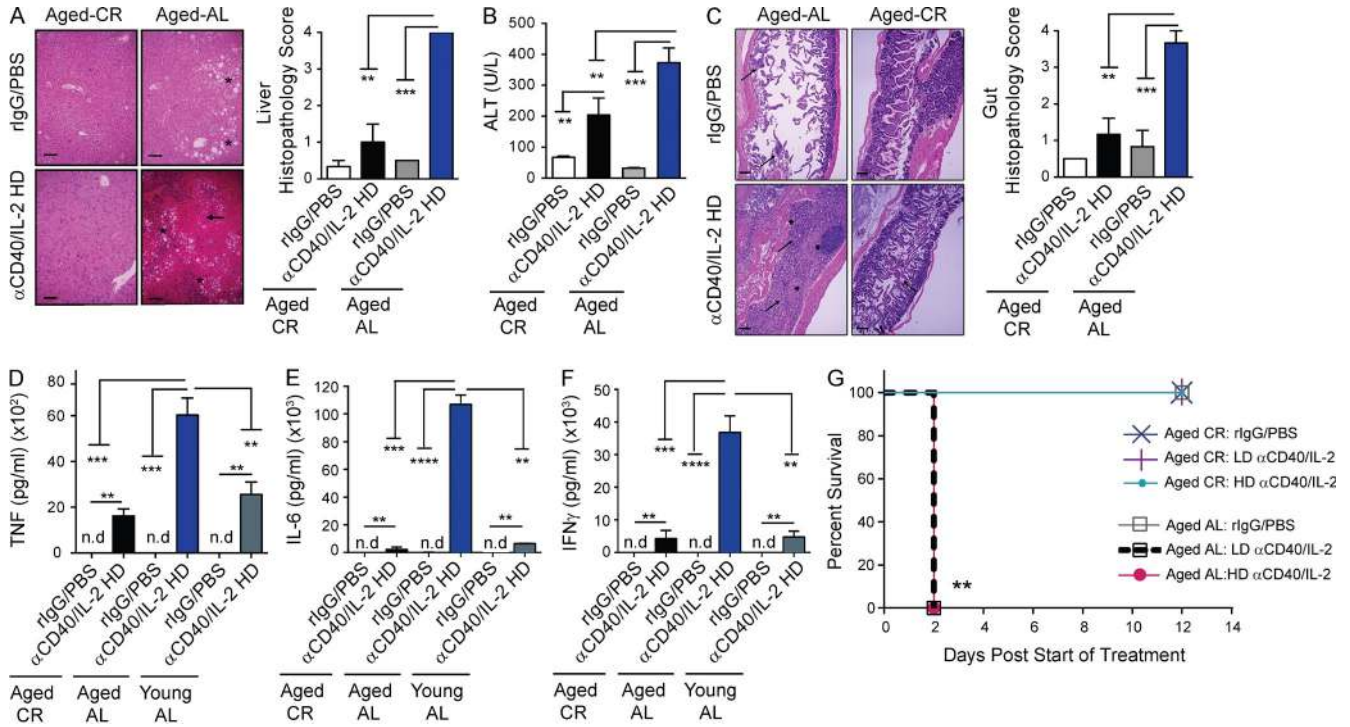 A
Aged-CR
Aged-AL
rIgG/PBS
αCD40/IL-2 HD
Liver
Histopathology Score
4
3
2
1
0
**
***
rIgG/PBS
αCD40/IL-2 HD
rIgG/PBS
αCD40/IL-2 HD
Aged
CR
Aged
AL
B
ALT (U/L)
500
400
300
200
100
0
**
**
***
rIgG/PBS
αCD40/IL-2 HD
rIgG/PBS
αCD40/IL-2 HD
Aged
CR
Aged
AL
C
Aged-AL
Aged-CR
rIgG/PBS
αCD40/IL-2 HD
Gut
Histopathology Score
4
3
2
1
0
**
***
rIgG/PBS
αCD40/IL-2 HD
rIgG/PBS
αCD40/IL-2 HD
Aged
CR
Aged
AL
D
TNF (pg/ml) (x10²)
80
60
40
20
0
***
***
**
**
**
n.d
n.d
n.d
rIgG/PBS
αCD40/IL-2 HD
rIgG/PBS
αCD40/IL-2 HD
rIgG/PBS
αCD40/IL-2 HD
Aged
CR
Aged
AL
Young
AL
E
IL-6 (pg/ml) (x10³)
120
100
80
60
40
20
0
***
****
**
**
**
n.d
n.d
n.d
rIgG/PBS
αCD40/IL-2 HD
rIgG/PBS
αCD40/IL-2 HD
rIgG/PBS
αCD40/IL-2 HD
Aged
CR
Aged
AL
Young
AL
F
IFNγ (pg/ml) (x10³)
50
40
30
20
10
0
***
****
**
**
**
n.d
n.d
n.d
rIgG/PBS
αCD40/IL-2 HD
rIgG/PBS
αCD40/IL-2 HD
rIgG/PBS
αCD40/IL-2 HD
Aged
CR
Aged
AL
Young
AL
G
Percent Survival
100
80
60
40
20
0
0
2
4
6
8
10
12
14
Days Post Start of Treatment
**
Aged CR: rIgG/PBS
Aged CR: LD αCD40/IL-2
Aged CR: HD αCD40/IL-2
Aged AL: rIgG/PBS
Aged AL: LD αCD40/IL-2
Aged AL:HD αCD40/IL-2